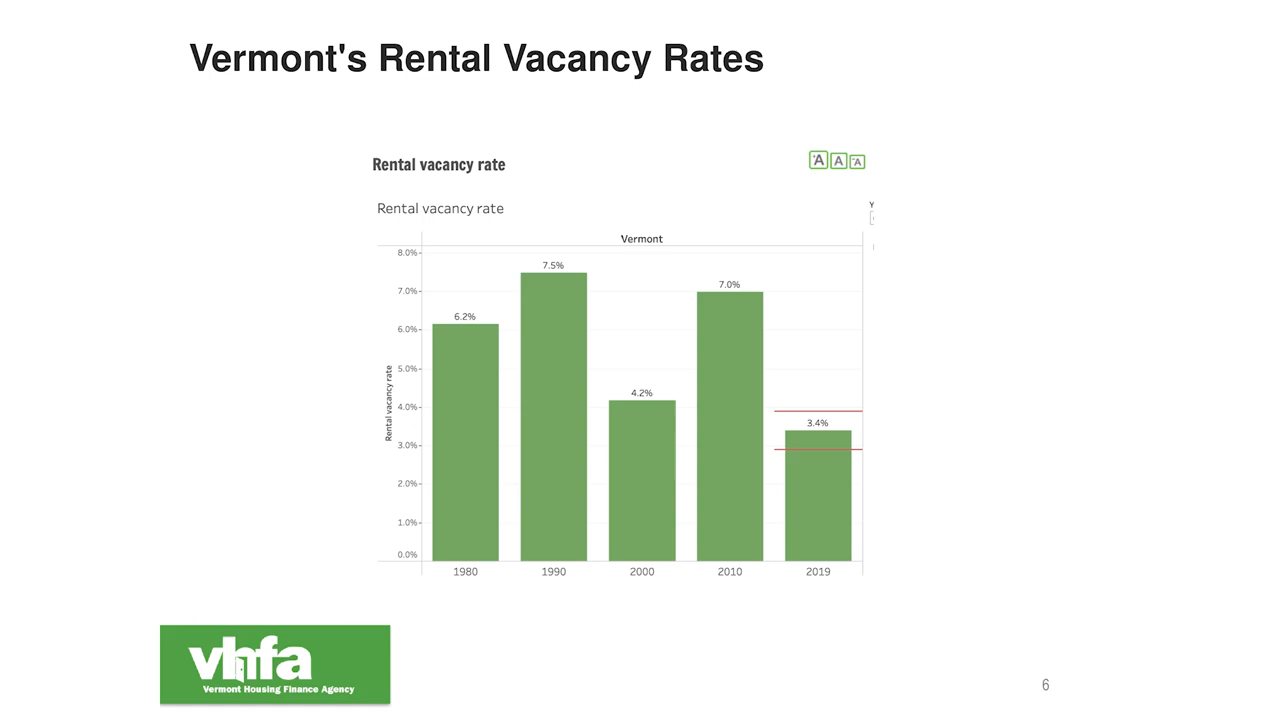 Vermont's Rental Vacancy Rates
Rental vacancy rate
A A A
Rental vacancy rate
Y
Vermont
8.0%
7.0%
6.0%
5.0%
4.0%
3.0%
2.0%
1.0%
0.0%
Rental vacancy rate
6.2%
7.5%
4.2%
7.0%
3.4%
1980 1990 2000 2010 2019
vhfa
Vermont Housing Finance Agency
6